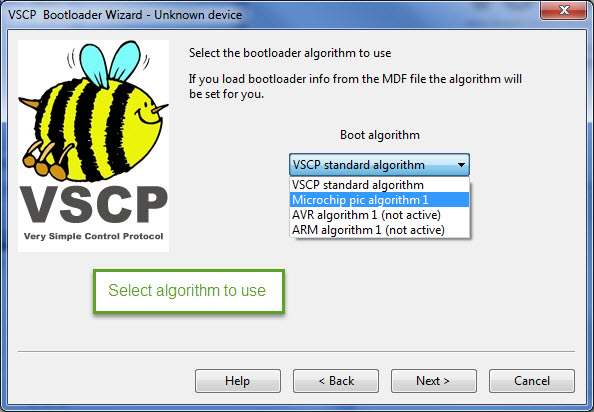 VSCP  Bootloader Wizard - Unknown device
Select the bootloader algorithm to use
If you load bootloader info from the MDF file the algorithm will
be set for you.
Boot algorithm
VSCP standard algorithm
VSCP standard algorithm
Microchip pic algorithm 1
AVR algorithm 1 (not active)
ARM algorithm 1 (not active)
VSCP
Very Simple Control Protocol
Select algorithm to use
Help
< Back
Next >
Cancel